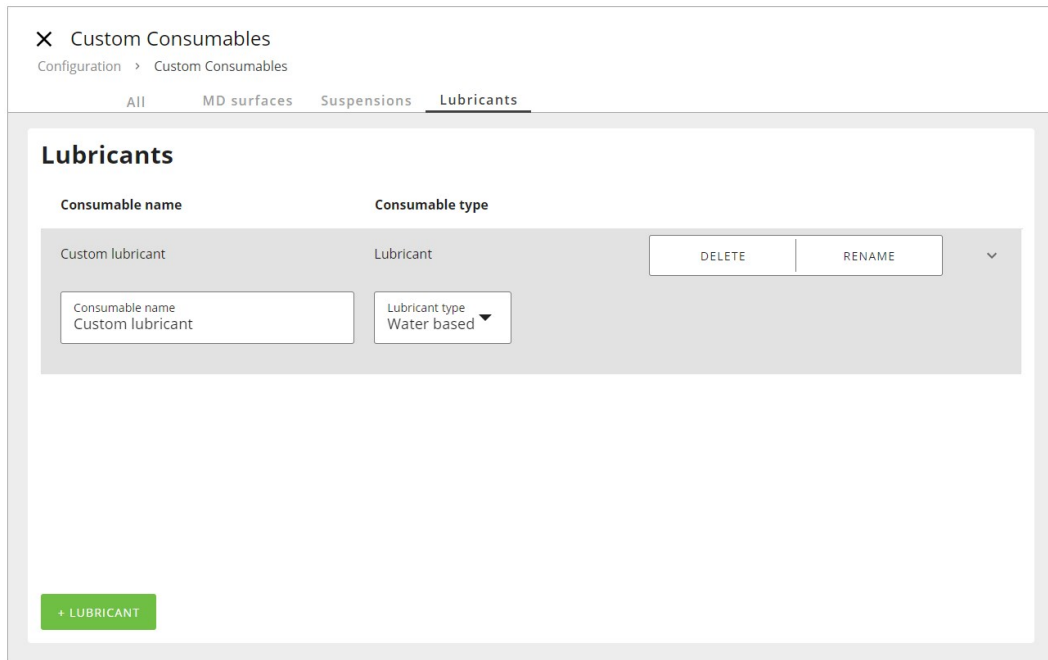 Custom Consumables
Configuration > Custom Consumables
All MD surfaces Suspensions Lubricants
Lubricants
Consumable name Consumable type
Custom lubricant Lubricant DELETE RENAME
Consumable name Lubricant type
Custom lubricant Water based
+ LUBRICANT